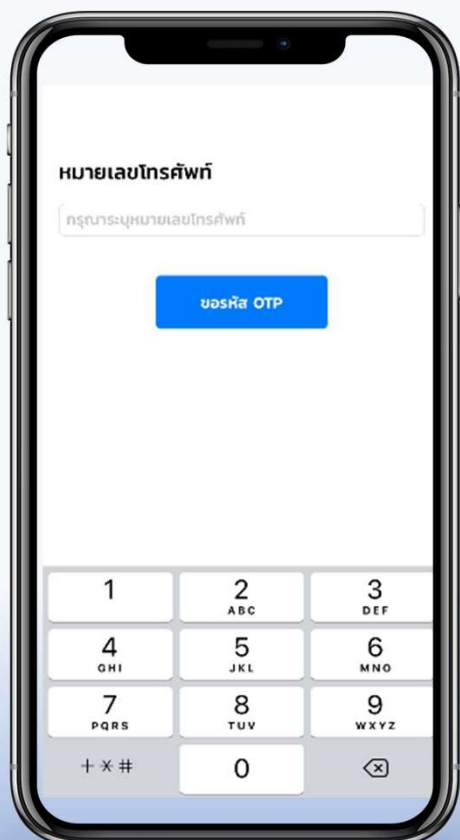 หมายเลขโทรศัพท์
กรุณาระบุหมายเลขโทรศัพท์
ขอรหัส OTP
1 2 3
ABC DEF
4 5 6
GHI JKL MNO
7 8 9
PQRS TUV WXYZ
+*# 0